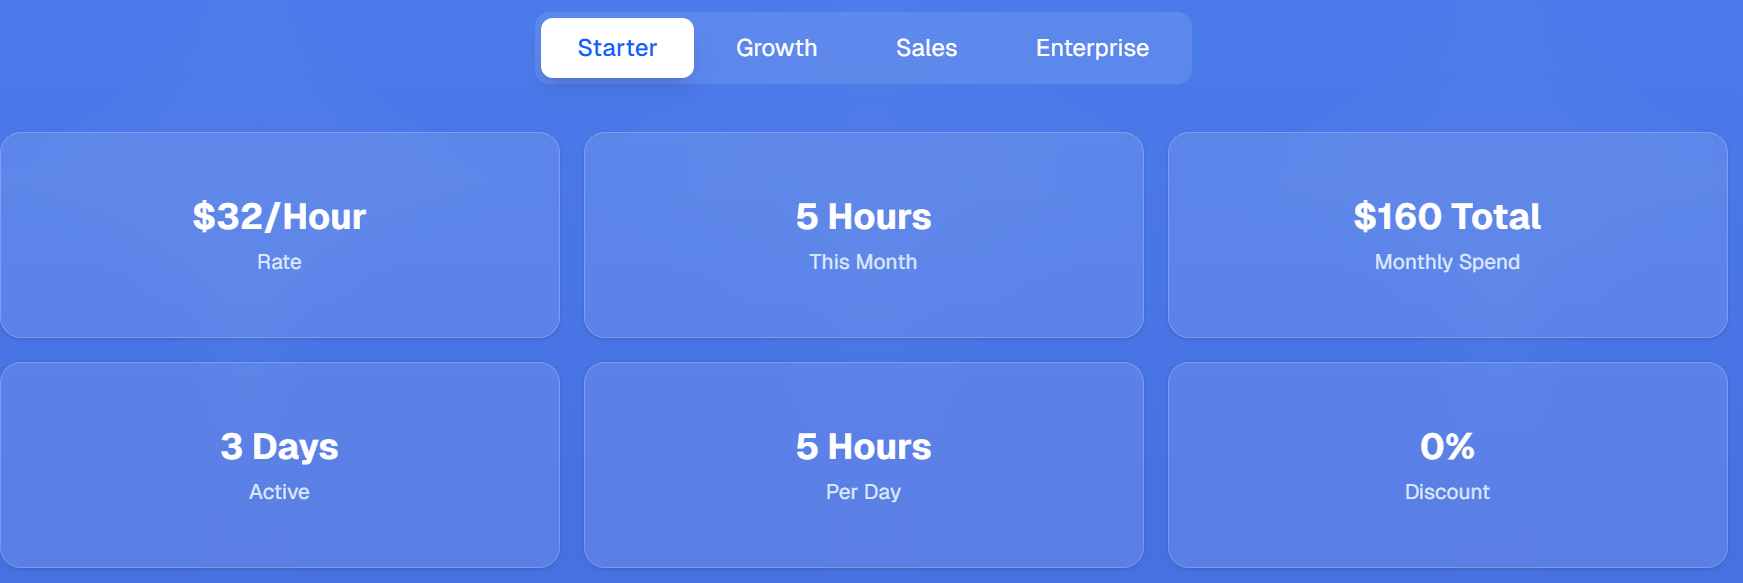 Starter Growth Sales Enterprise
$32/Hour
Rate
5 Hours
This Month
$160 Total
Monthly Spend
3 Days
Active
5 Hours
Per Day
0%
Discount